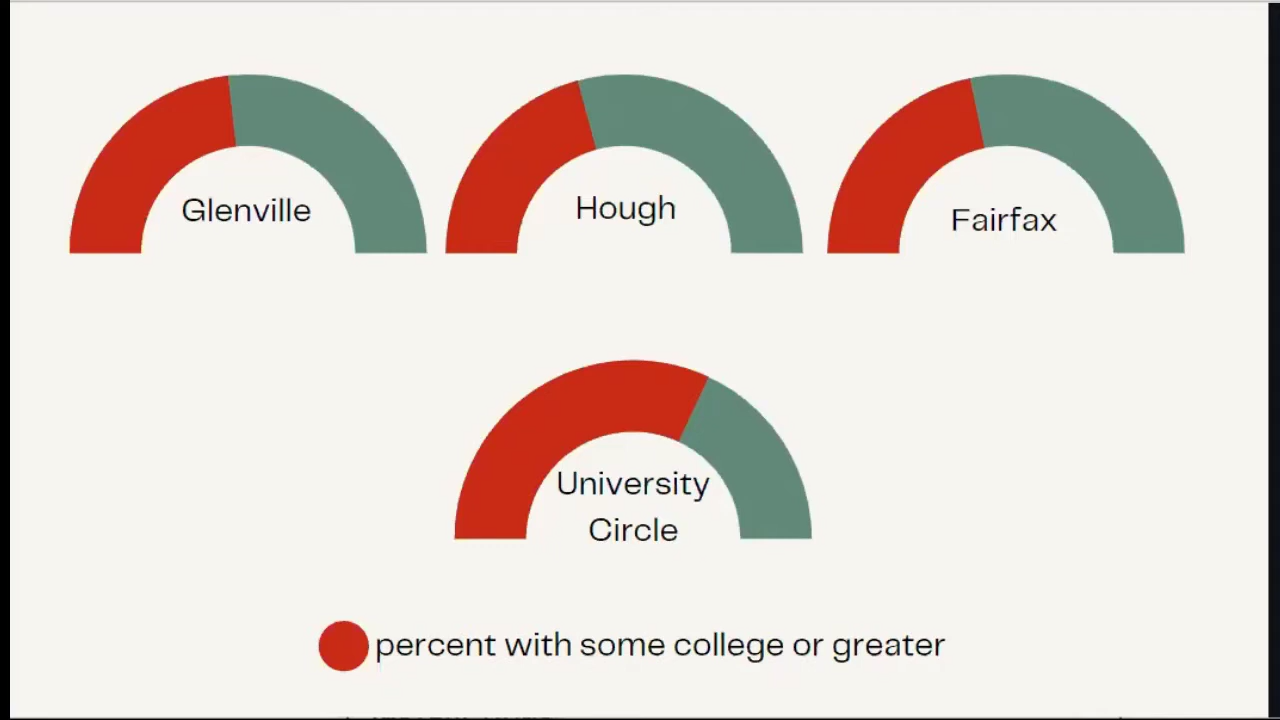 Glenville
Hough
Fairfax
University
Circle
percent with some college or greater